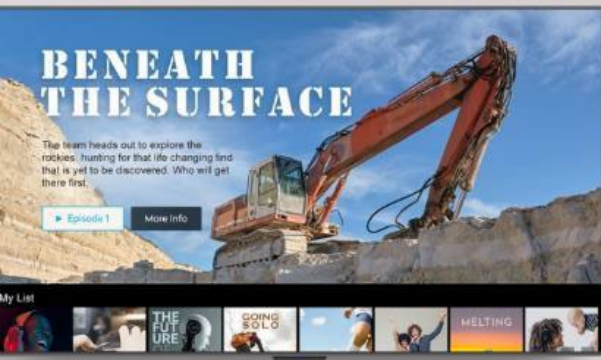 BENEATH
THE SURFACE
The team heads out to explore the
rockies, hunting for that life changing find
that is yet to be discovered. Who will get
there first.
Episode 1
More Info
My List
THE
FUT
URE
GOING
SOLO
MELTING